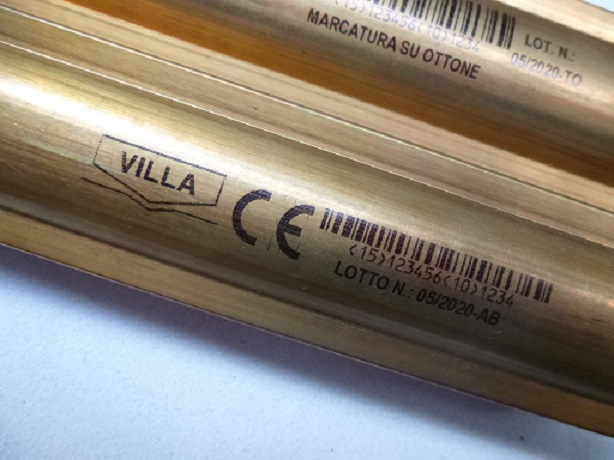 (15)123456(10)1234
MARCATURA SU OTTONE
LOT. N.:
05/2020-TO
VILLA
CE
(15)123456(10)1234
LOTTO N.: 05/2020-AB